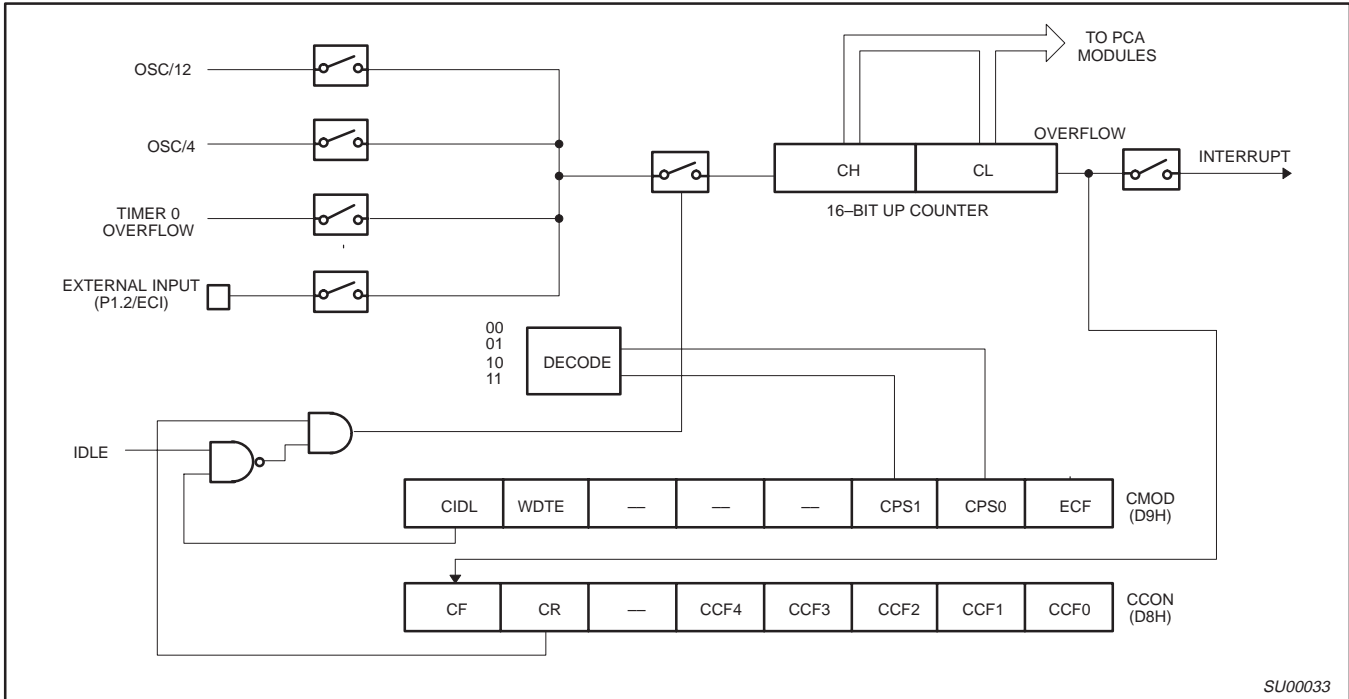 TO PCA
MODULES
OSC/12
OSC/4
OVERFLOW
INTERRUPT
CH
CL
16–BIT UP COUNTER
TIMER 0
OVERFLOW
EXTERNAL INPUT
(P1.2/ECI)
00
01
10
11
DECODE
IDLE
CIDL WDTE –– –– –– CPS1 CPS0 ECF
CMOD
(D9H)
CF CR –– CCF4 CCF3 CCF2 CCF1 CCF0
CCON
(D8H)
SU00033